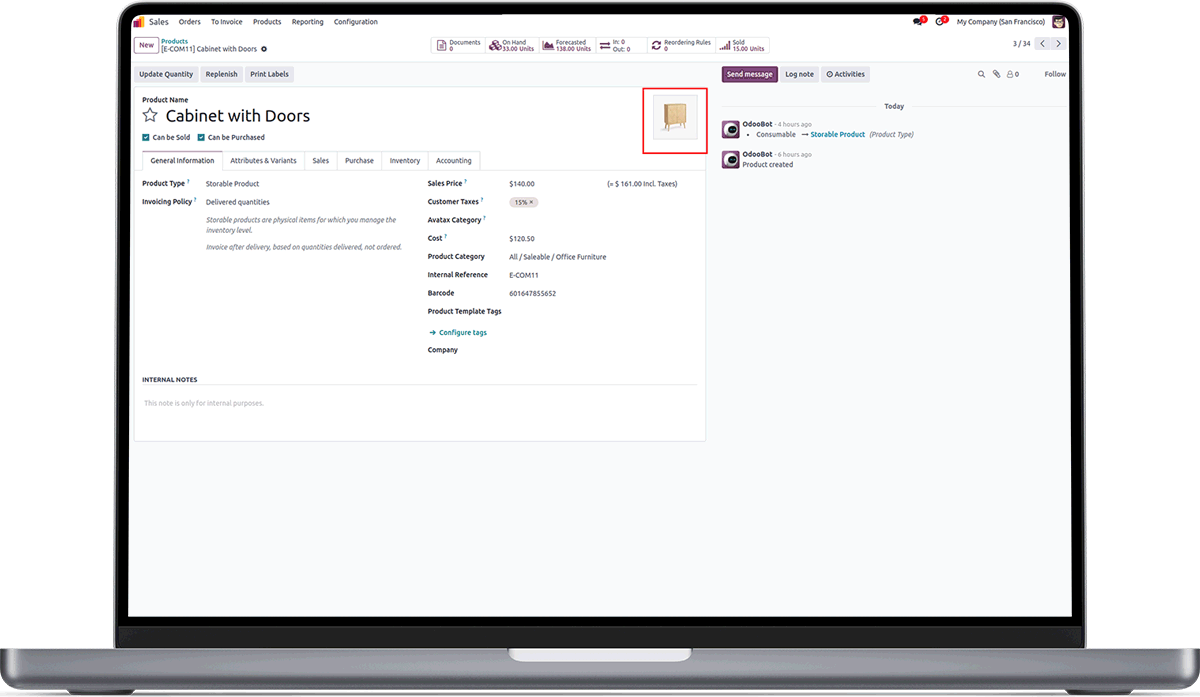 Sales Orders To Invoice Products Reporting Configuration 5 2 My Company (San Francisco)
New Products
[E-COM11] Cabinet with Doors
Documents 0
On Hand 33.00 Units
Forecasted 138.00 Units
In: 0 Out: 0
Reordering Rules 0
Sold 15.00 Units
3 / 34
Update Quantity Replenish Print Labels
Send message Log note Activities 0 Follow
Product Name
Cabinet with Doors
Can be Sold Can be Purchased
General Information Attributes & Variants Sales Purchase Inventory Accounting
Product Type ? Storable Product
Invoicing Policy ? Delivered quantities
Storable products are physical items for which you manage the
inventory level.
Invoice after delivery, based on quantities delivered, not ordered.
Sales Price ? $140.00 (= $ 161.00 Incl. Taxes)
Customer Taxes ? 15% ×
Avatax Category ?
Cost ? $120.50
Product Category All / Saleable / Office Furniture
Internal Reference E-COM11
Barcode 601647855652
Product Template Tags
→ Configure tags
Company
INTERNAL NOTES
This note is only for internal purposes.
Today
OdooBot - 4 hours ago
• Consumable → Storable Product (Product Type)
OdooBot - 6 hours ago
Product created